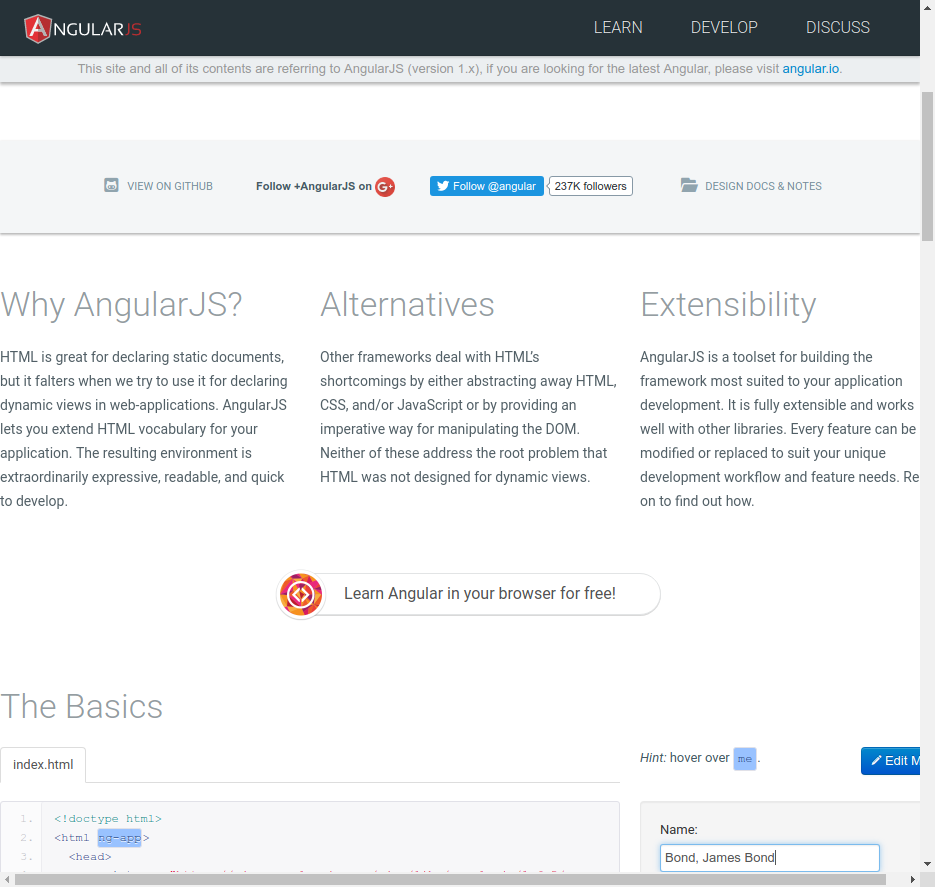 ANGULARJS
LEARN DEVELOP DISCUSS
This site and all of its contents are referring to AngularJS (version 1.x), if you are looking for the latest Angular, please visit angular.io.
VIEW ON GITHUB
Follow +AngularJS on G+
Follow @angular
237K followers
DESIGN DOCS & NOTES
Why AngularJS?
HTML is great for declaring static documents,
but it falters when we try to use it for declaring
dynamic views in web-applications. AngularJS
lets you extend HTML vocabulary for your
application. The resulting environment is
extraordinarily expressive, readable, and quick
to develop.
Alternatives
Other frameworks deal with HTML's
shortcomings by either abstracting away HTML,
CSS, and/or JavaScript or by providing an
imperative way for manipulating the DOM.
Neither of these address the root problem that
HTML was not designed for dynamic views.
Extensibility
AngularJS is a toolset for building the
framework most suited to your application
development. It is fully extensible and works
well with other libraries. Every feature can be
modified or replaced to suit your unique
development workflow and feature needs. Re
on to find out how.
Learn Angular in your browser for free!
The Basics
index.html
1. <!doctype html>
2. <html ng-app>
3. <head>
Hint: hover over me.
Edit M
Name:
Bond, James Bond